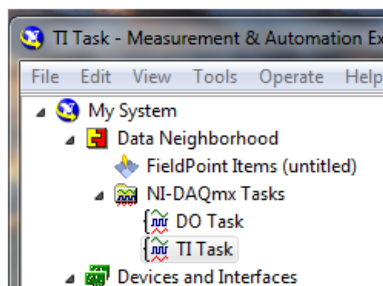 TI Task - Measurement & Automation Ex
File Edit View Tools Operate Help
My System
Data Neighborhood
FieldPoint Items (untitled)
NI-DAQmx Tasks
DO Task
TI Task
Devices and Interfaces